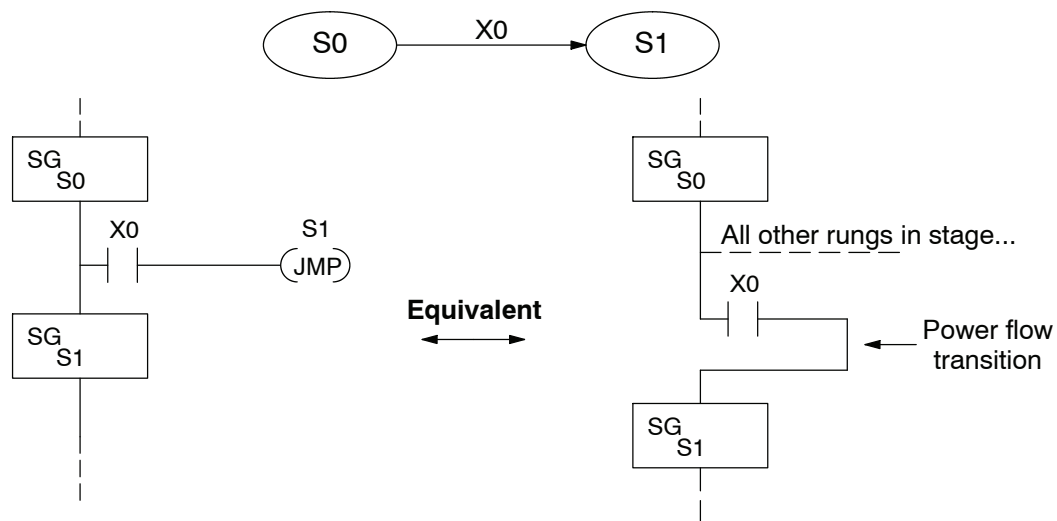 S0
X0
S1
SG
S0
X0
S1
JMP
SG
S1
Equivalent
SG
S0
All other rungs in stage...
X0
Power flow
transition
SG
S1